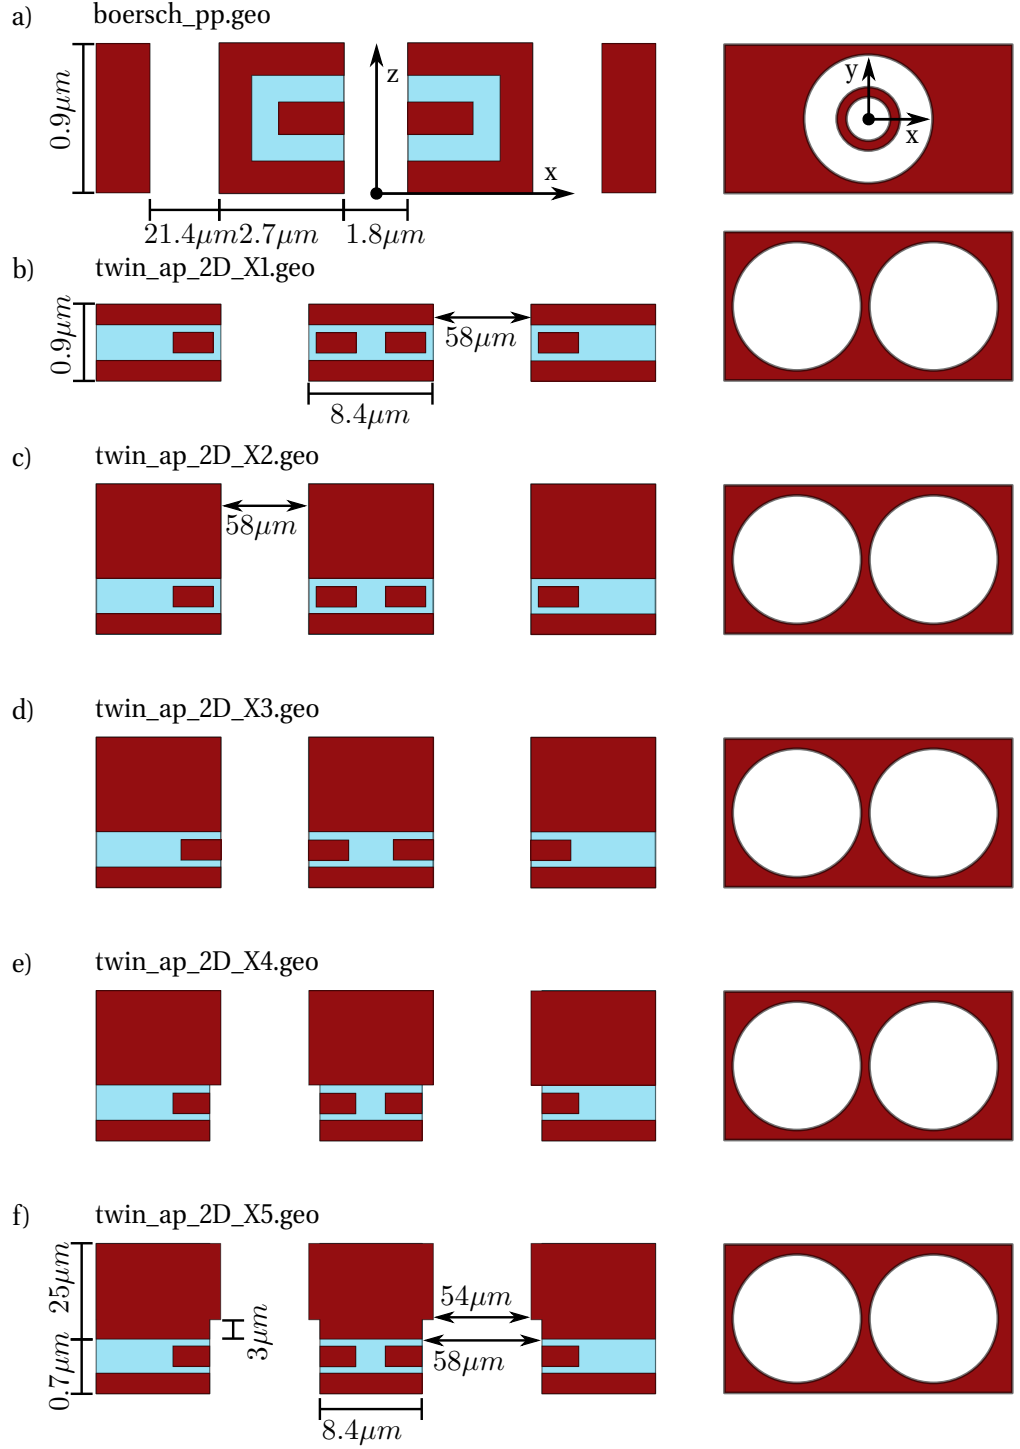 a) boersch_pp.geo
0.9μm
z
x
y
x
21.4μm 2.7μm 1.8μm
b) twin_ap_2D_X1.geo
0.9μm
58μm
8.4μm
c) twin_ap_2D_X2.geo
58μm
d) twin_ap_2D_X3.geo
e) twin_ap_2D_X4.geo
f) twin_ap_2D_X5.geo
25μm
0.7μm
3μm
54μm
58μm
8.4μm